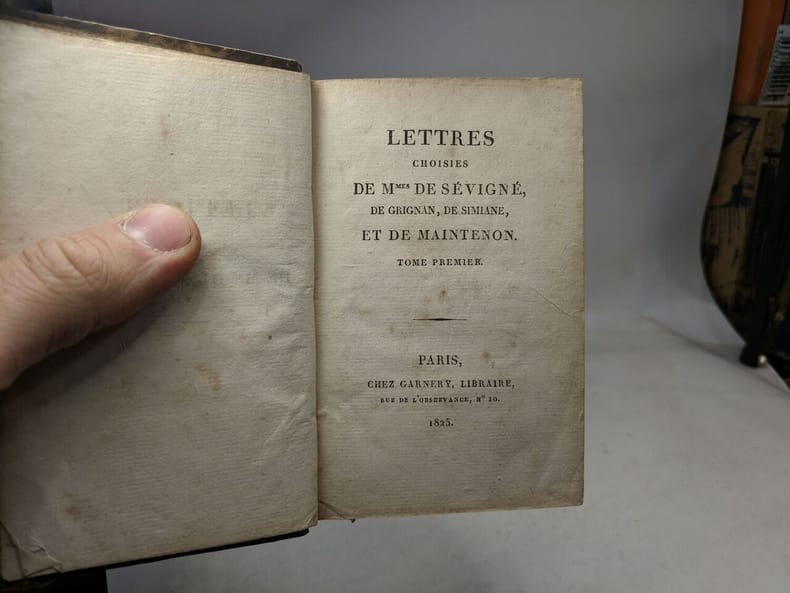 LETTRES
CHOISIES
DE Mᴹᴱˢ DE SÉVIGNÉ,
DE GRIGNAN, DE SIMIANE,
ET DE MAINTENON.
TOME PREMIER.
PARIS,
CHEZ GARNERY, LIBRAIRE,
RUE DE L'OBSERVANCE, Nº 10.
1825.